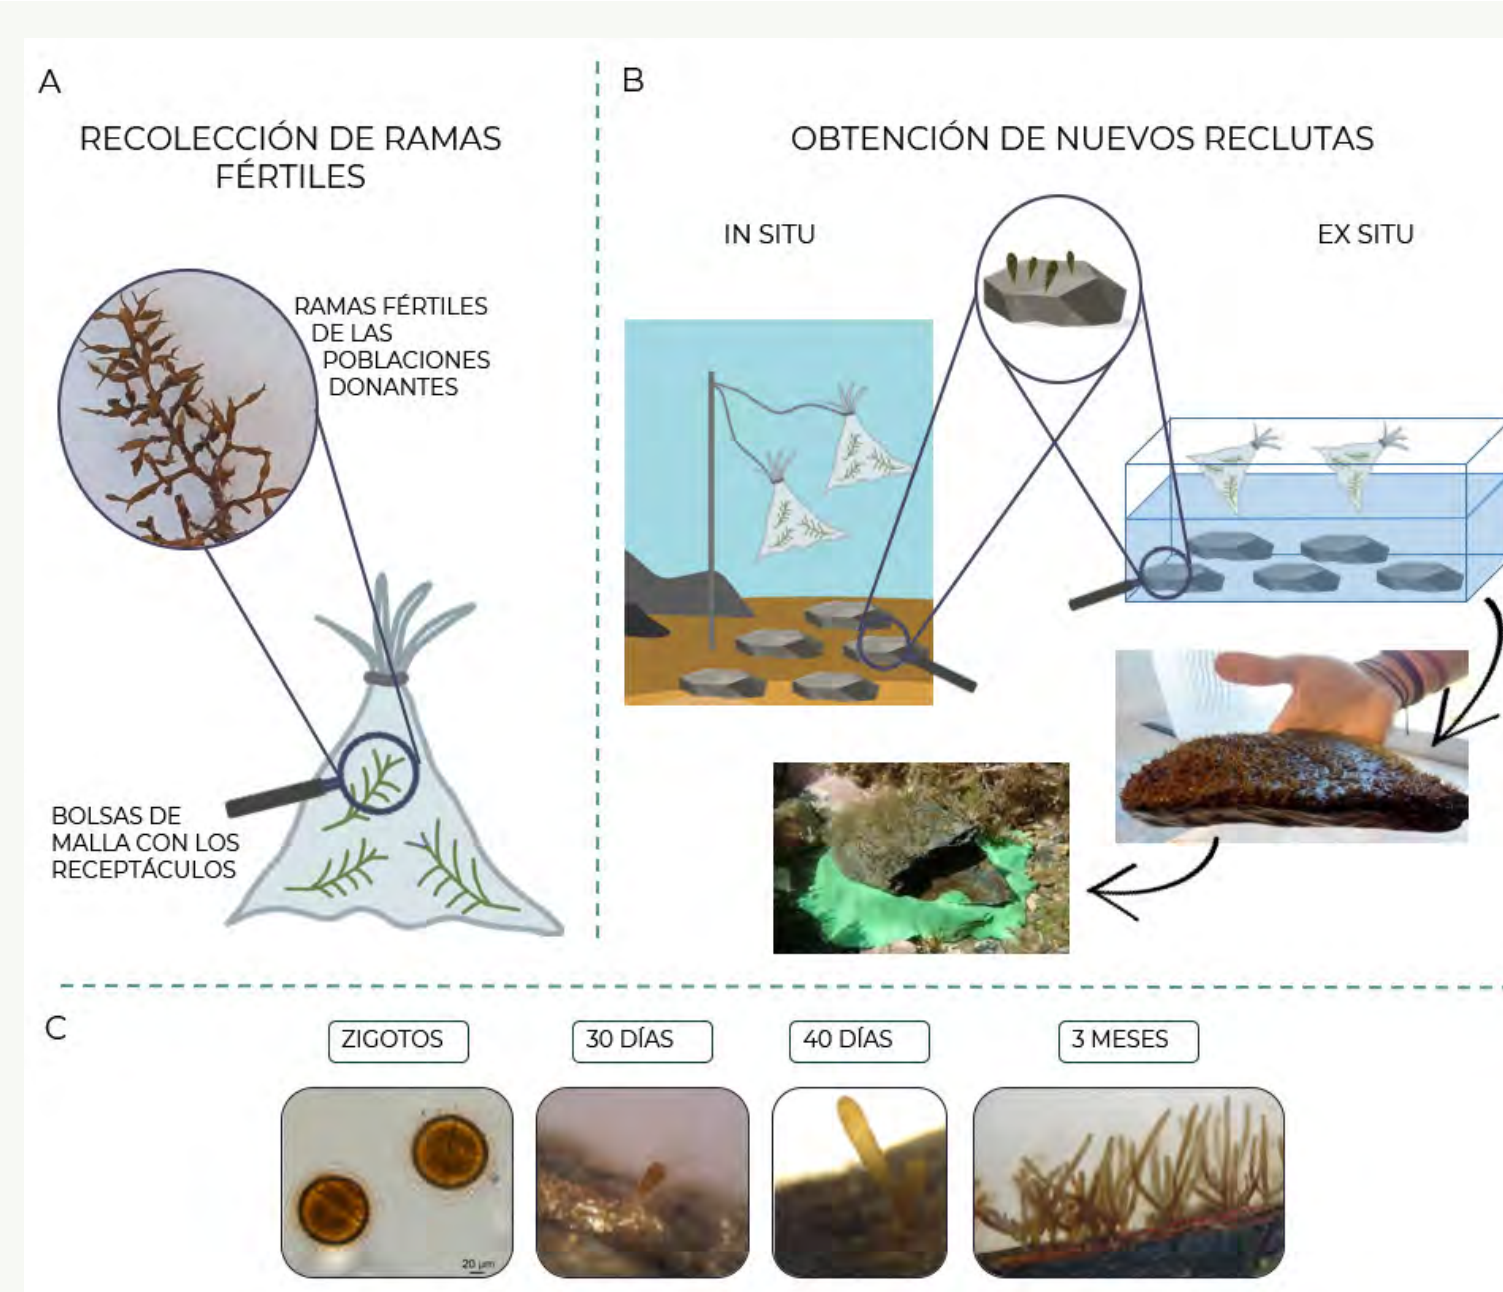 A
RECOLECCIÓN DE RAMAS
FÉRTILES
RAMAS FÉRTILES
DE LAS
POBLACIONES
DONANTES
BOLSAS DE
MALLA CON LOS
RECEPTÁCULOS
B
OBTENCIÓN DE NUEVOS RECLUTAS
IN SITU
EX SITU
C
ZIGOTOS
30 DÍAS
40 DÍAS
3 MESES
20 µm